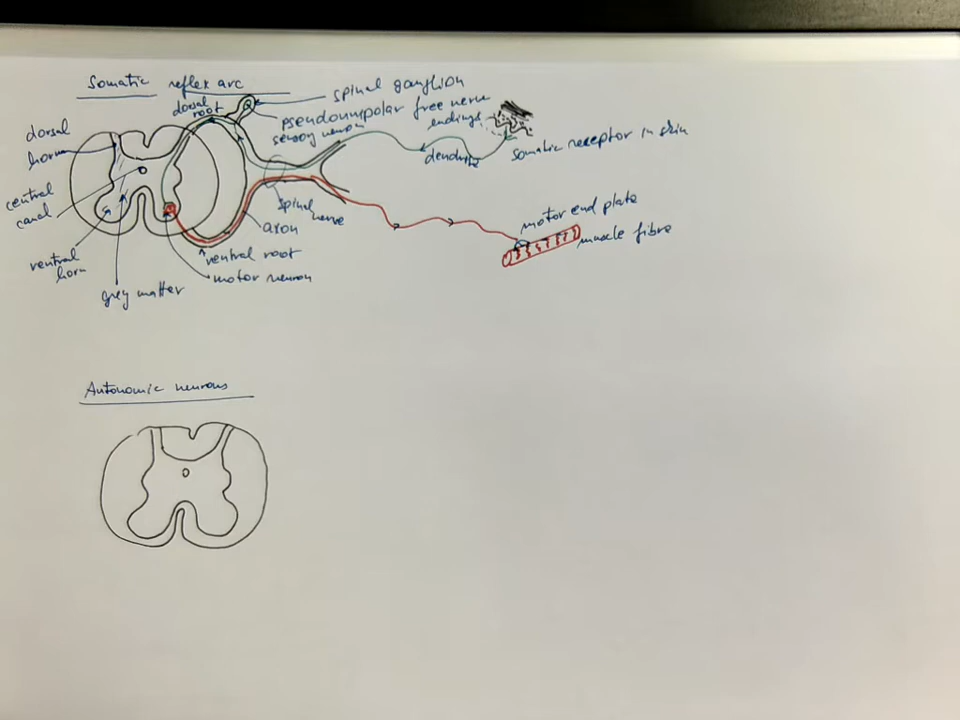 Somatic reflex arc
dorsal
root
spinal ganglion
pseudounipolar
sensory neuron
free nerve
endings
somatic receptor in skin
dendrite
dorsal
horn
central
canal
ventral
horn
grey matter
spinal
nerve
axon
ventral root
motor neuron
motor end plate
muscle fibre
Autonomic neurons